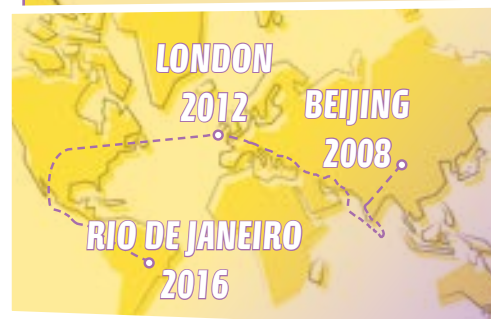 LONDON
2012
BEIJING
2008
RIO DE JANEIRO
2016